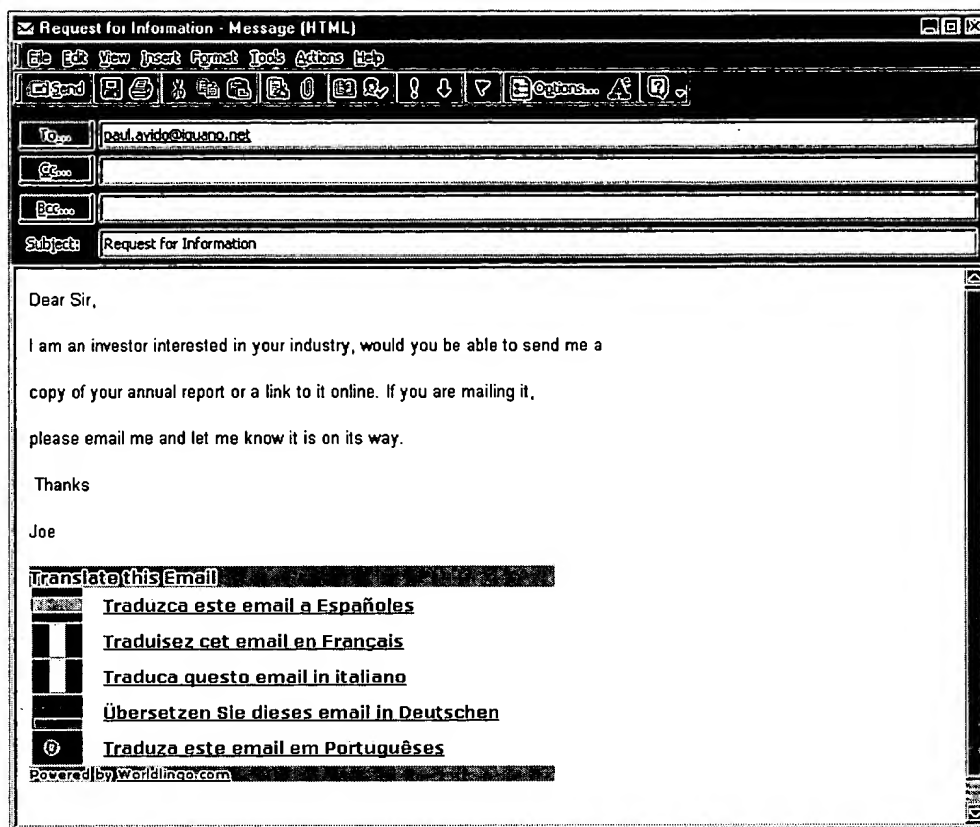 Request for Information - Message (HTML)
File Edit View Insert Format Tools Actions Help
Send Options...
To... paul.avido@iquano.net
Cc...
Bcc...
Subject: Request for Information
Dear Sir,
I am an investor interested in your industry, would you be able to send me a
copy of your annual report or a link to it online. If you are mailing it,
please email me and let me know it is on its way.
Thanks
Joe
Translate this Email
Traduzca este email a Españoles
Traduisez cet email en Français
Traduca questo email in italiano
Übersetzen Sie dieses email in Deutschen
Traduza este email em Portuguêses
Powered by Worldlingo.com